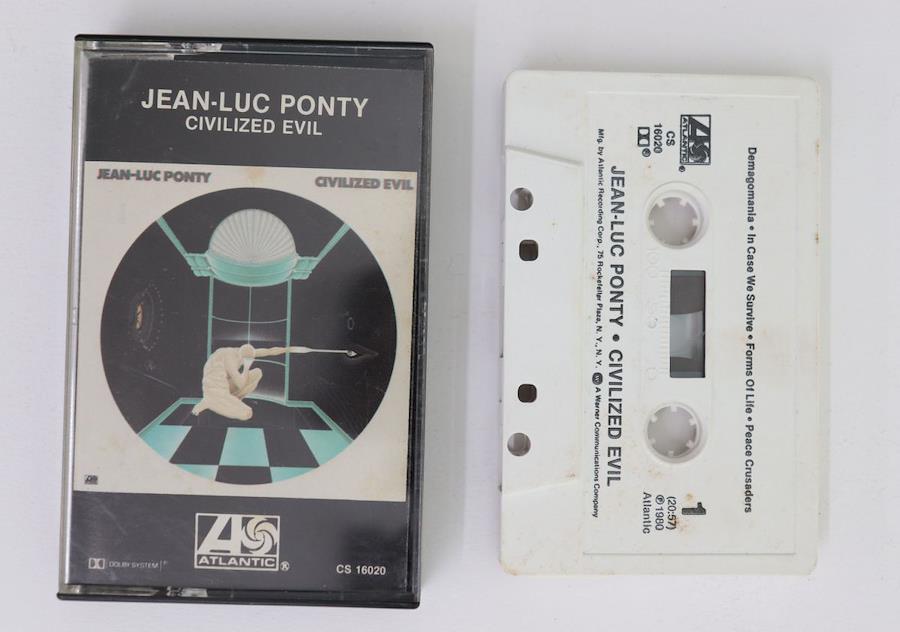 JEAN-LUC PONTY
CIVILIZED EVIL
JEAN-LUC PONTY
CIVILIZED EVIL
ATLANTIC®
DOLBY SYSTEM
CS 16020
Demagomania • In Case We Survive • Forms Of Life • Peace Crusaders
ATLANTIC®
CS
16020
JEAN-LUC PONTY • CIVILIZED EVIL
Mfg. by Atlantic Recording Corp., 75 Rockefeller Plaza, N.Y., N.Y. A Warner Communications Company
1
(20:57)
℗1980
Atlantic